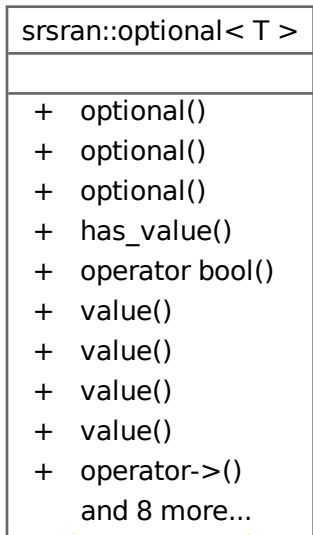 srsran::optional< T >
+ optional()
+ optional()
+ optional()
+ has_value()
+ operator bool()
+ value()
+ value()
+ value()
+ value()
+ operator->()
and 8 more...